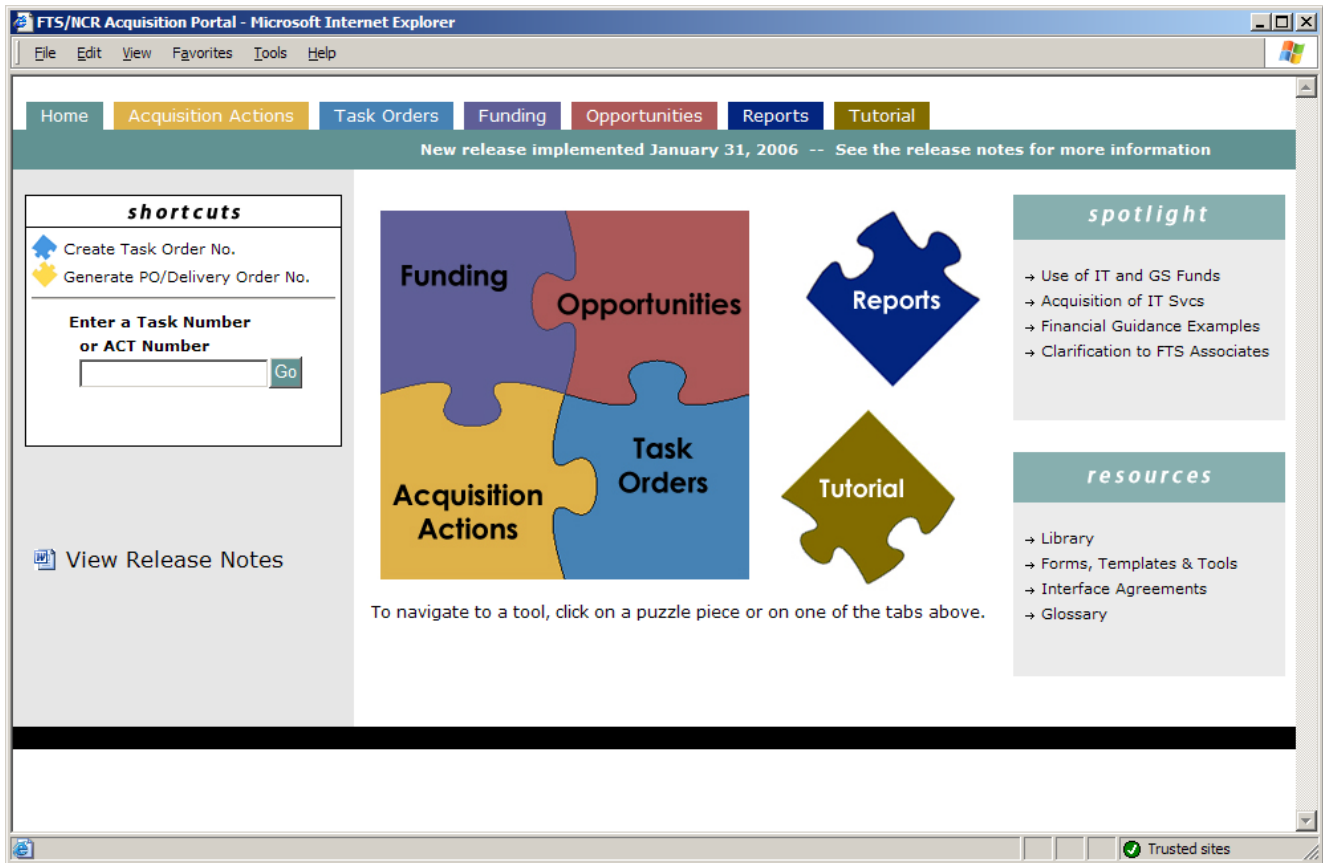 FTS/NCR Acquisition Portal - Microsoft Internet Explorer
File Edit View Favorites Tools Help
Home Acquisition Actions Task Orders Funding Opportunities Reports Tutorial
New release implemented January 31, 2006 -- See the release notes for more information
shortcuts
Create Task Order No.
Generate PO/Delivery Order No.
Enter a Task Number
or ACT Number
Go
View Release Notes
Funding
Opportunities
Acquisition
Actions
Task
Orders
Reports
Tutorial
To navigate to a tool, click on a puzzle piece or on one of the tabs above.
spotlight
→ Use of IT and GS Funds
→ Acquisition of IT Svcs
→ Financial Guidance Examples
→ Clarification to FTS Associates
resources
→ Library
→ Forms, Templates & Tools
→ Interface Agreements
→ Glossary
Trusted sites